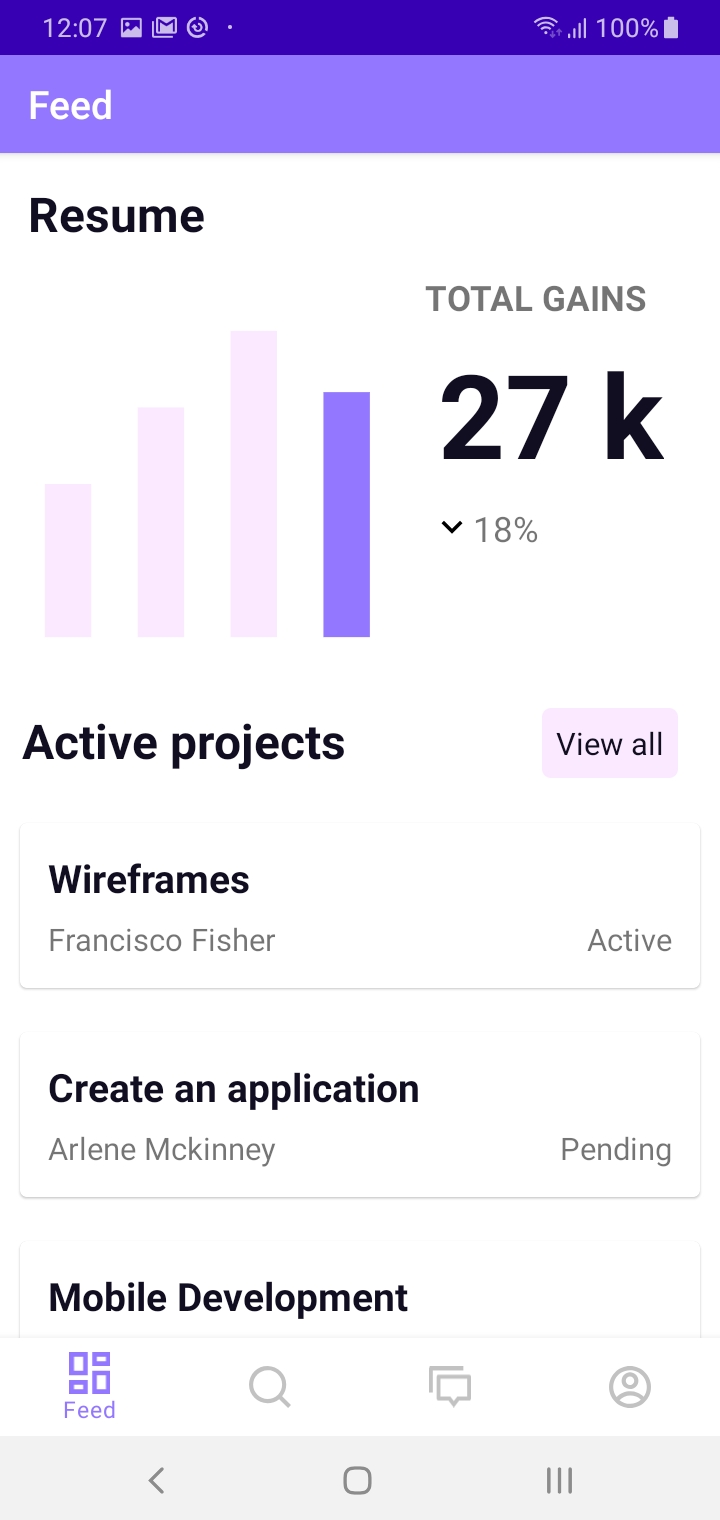 12:07 100%
Feed
Resume
TOTAL GAINS
27 k
18%
Active projects
View all
Wireframes
Francisco Fisher Active
Create an application
Arlene Mckinney Pending
Mobile Development
Feed